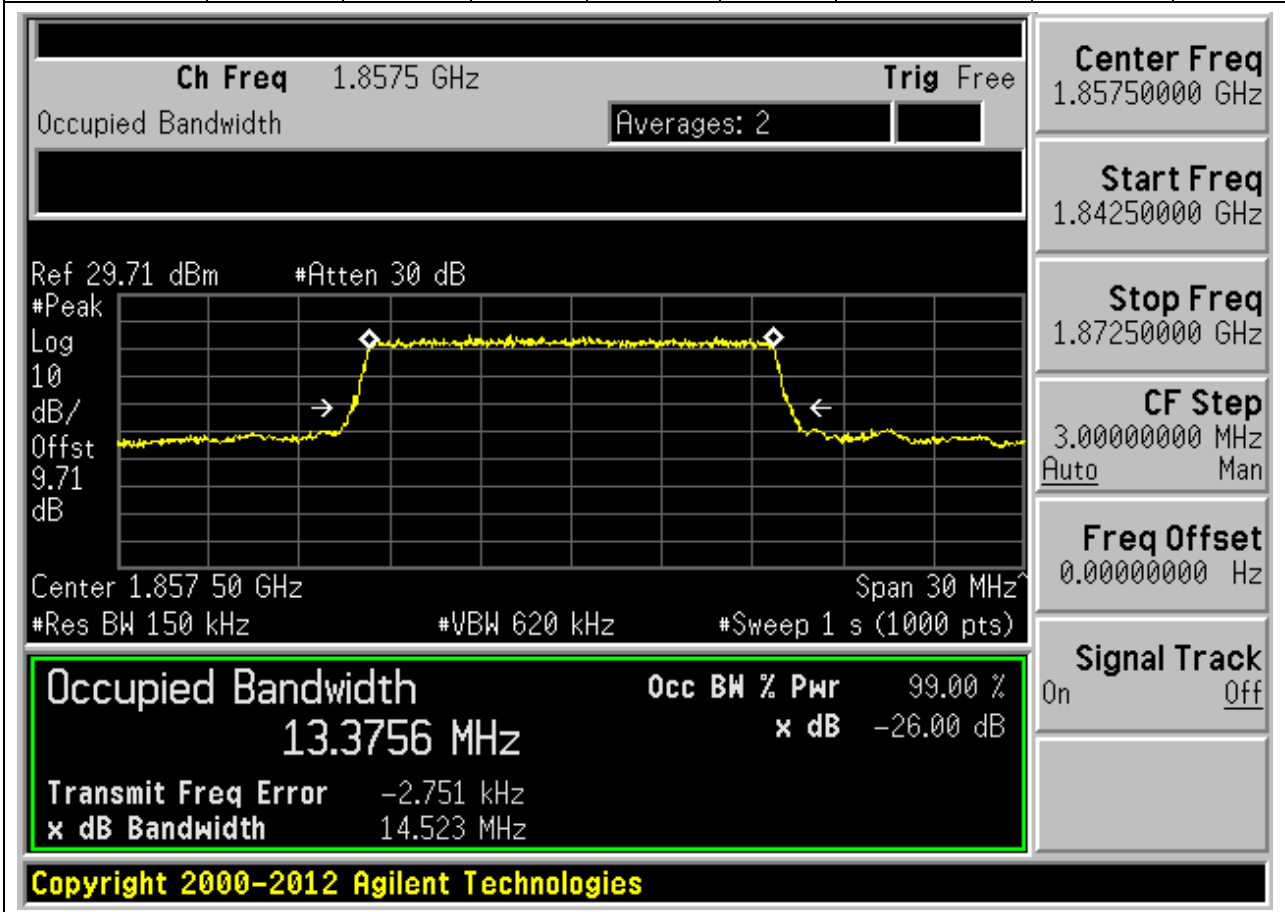 Ch Freq 1.8575 GHz Trig Free
Occupied Bandwidth Averages: 2
Ref 29.71 dBm #Atten 30 dB
#Peak
Log
10
dB/
Offst
9.71
dB
Center 1.857 50 GHz Span 30 MHz^
#Res BW 150 kHz #VBW 620 kHz #Sweep 1 s (1000 pts)
Occupied Bandwidth Occ BW % Pwr 99.00 %
13.3756 MHz x dB -26.00 dB
Transmit Freq Error -2.751 kHz
x dB Bandwidth 14.523 MHz
Copyright 2000-2012 Agilent Technologies
Center Freq
1.85750000 GHz
Start Freq
1.84250000 GHz
Stop Freq
1.87250000 GHz
CF Step
3.00000000 MHz
Auto Man
Freq Offset
0.00000000 Hz
Signal Track
On Off